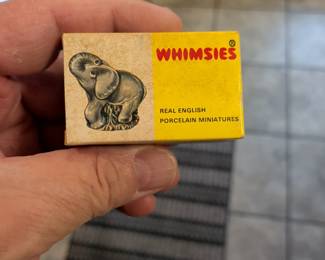 WHIMSIES®
REAL ENGLISH
PORCELAIN MINIATURES